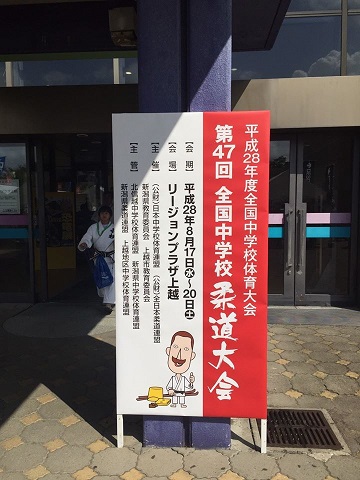 平成28年度全国中学校体育大会
第47回 全国中学校 柔道大会
【会 期】 平成28年8月17日㈬〜20日㈯
【会 場】 リージョンプラザ上越
【主 催】 (公財)日本中学校体育連盟 (公財)全日本柔道連盟
新潟県教育委員会 上越市教育委員会
【主 管】 北信越中学校体育連盟 新潟県中学校体育連盟
新潟県柔道連盟 上越地区中学校体育連盟